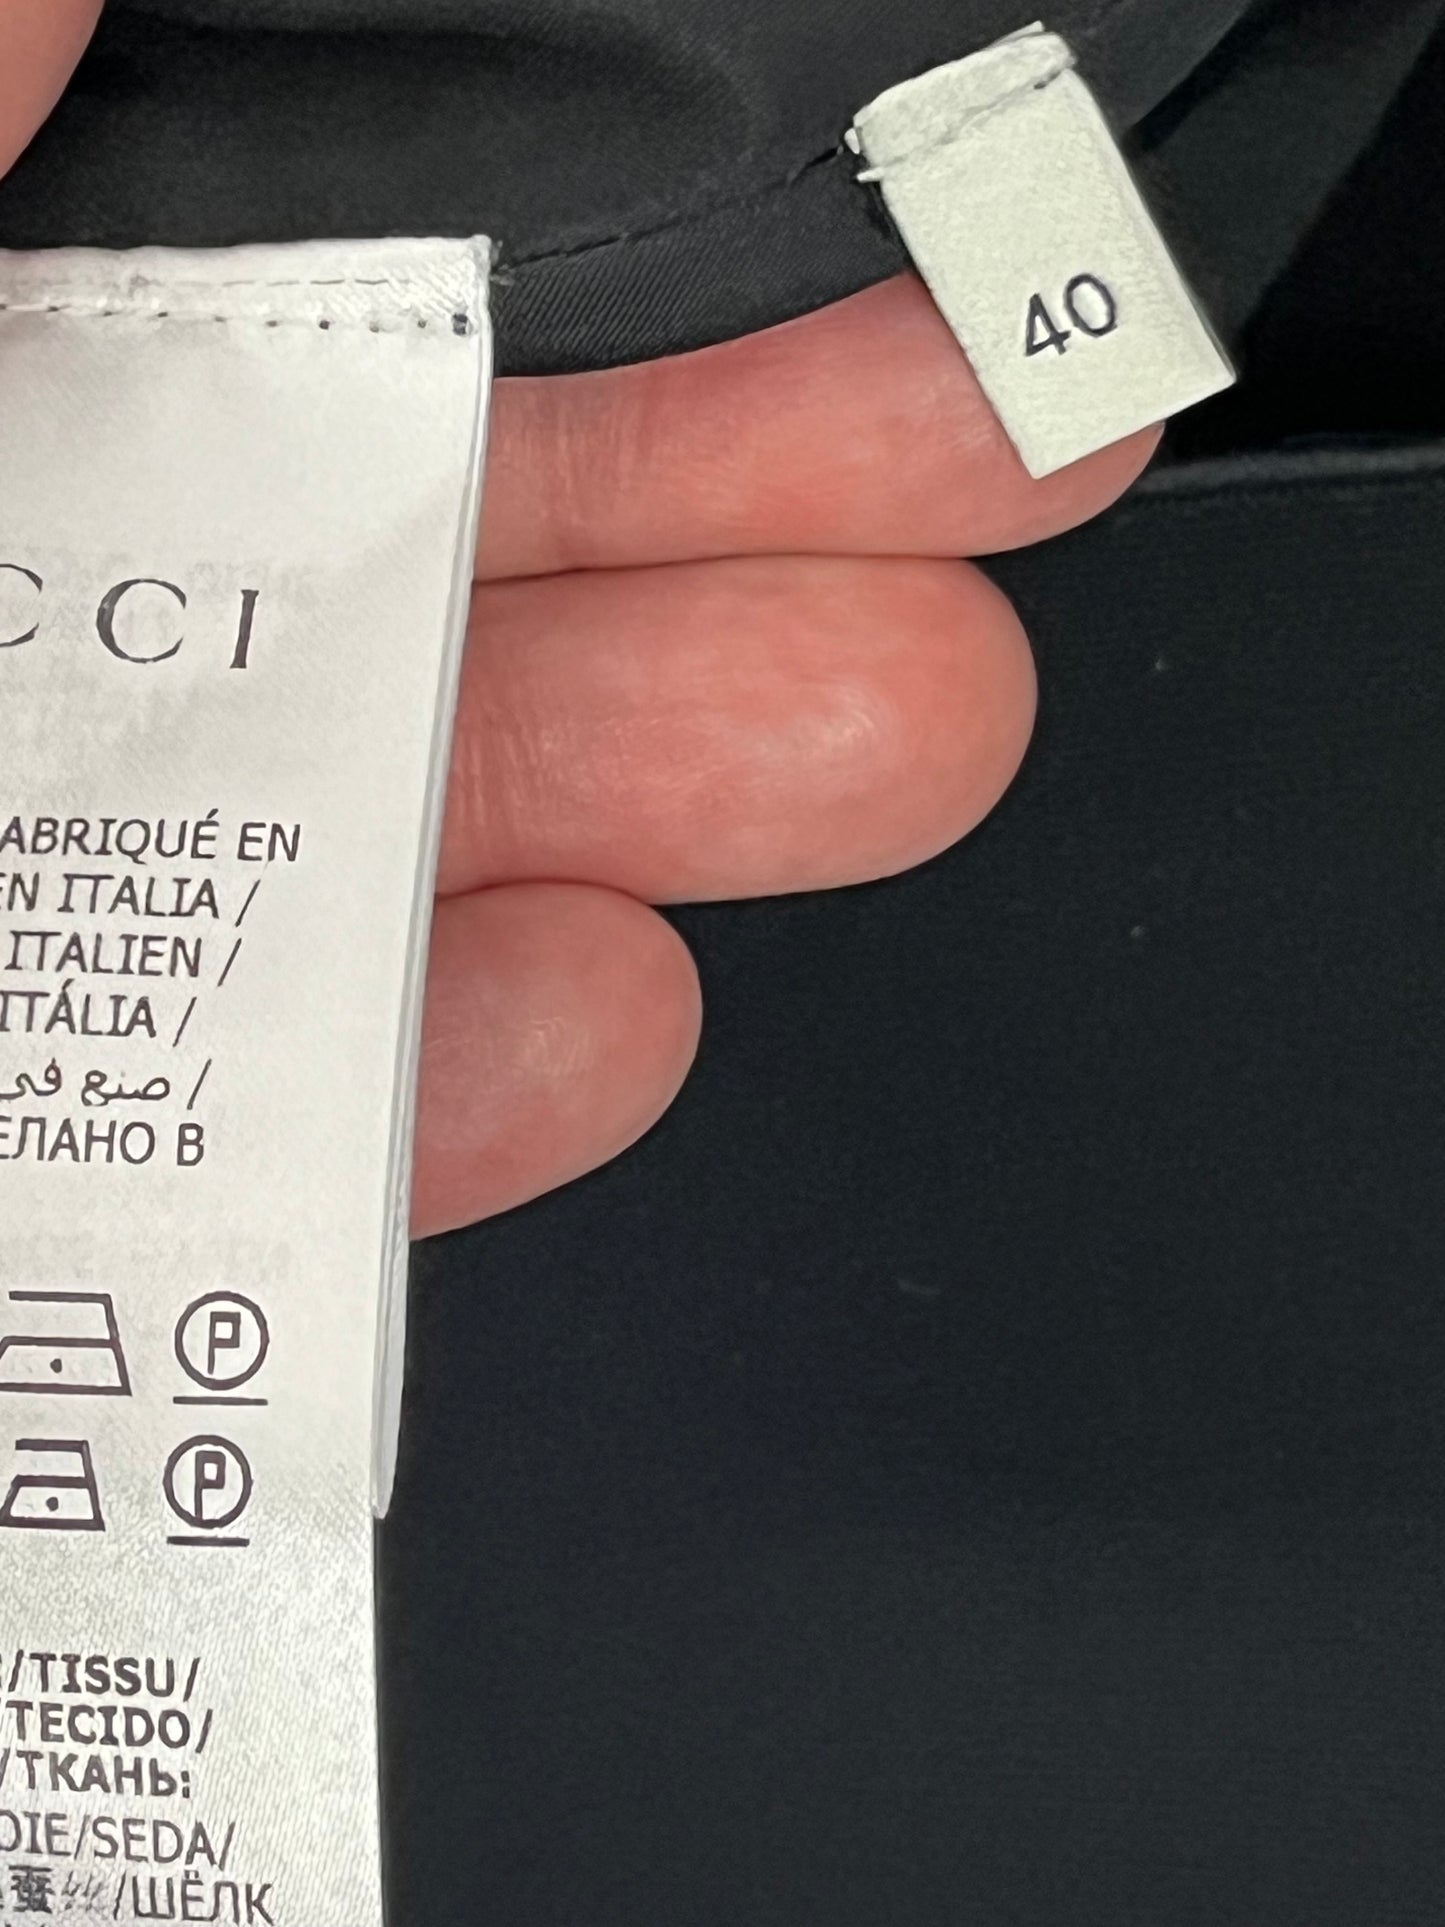 40
CCI
ABRIQUÉ EN
EN ITALIA /
ITALIEN /
ITÁLIA /
صنع في /
ЕЛАНО В
P
P
/TISSU/
/TECIDO/
/ТКАНЬ:
OIE/SEDA/
/ШЁЛК